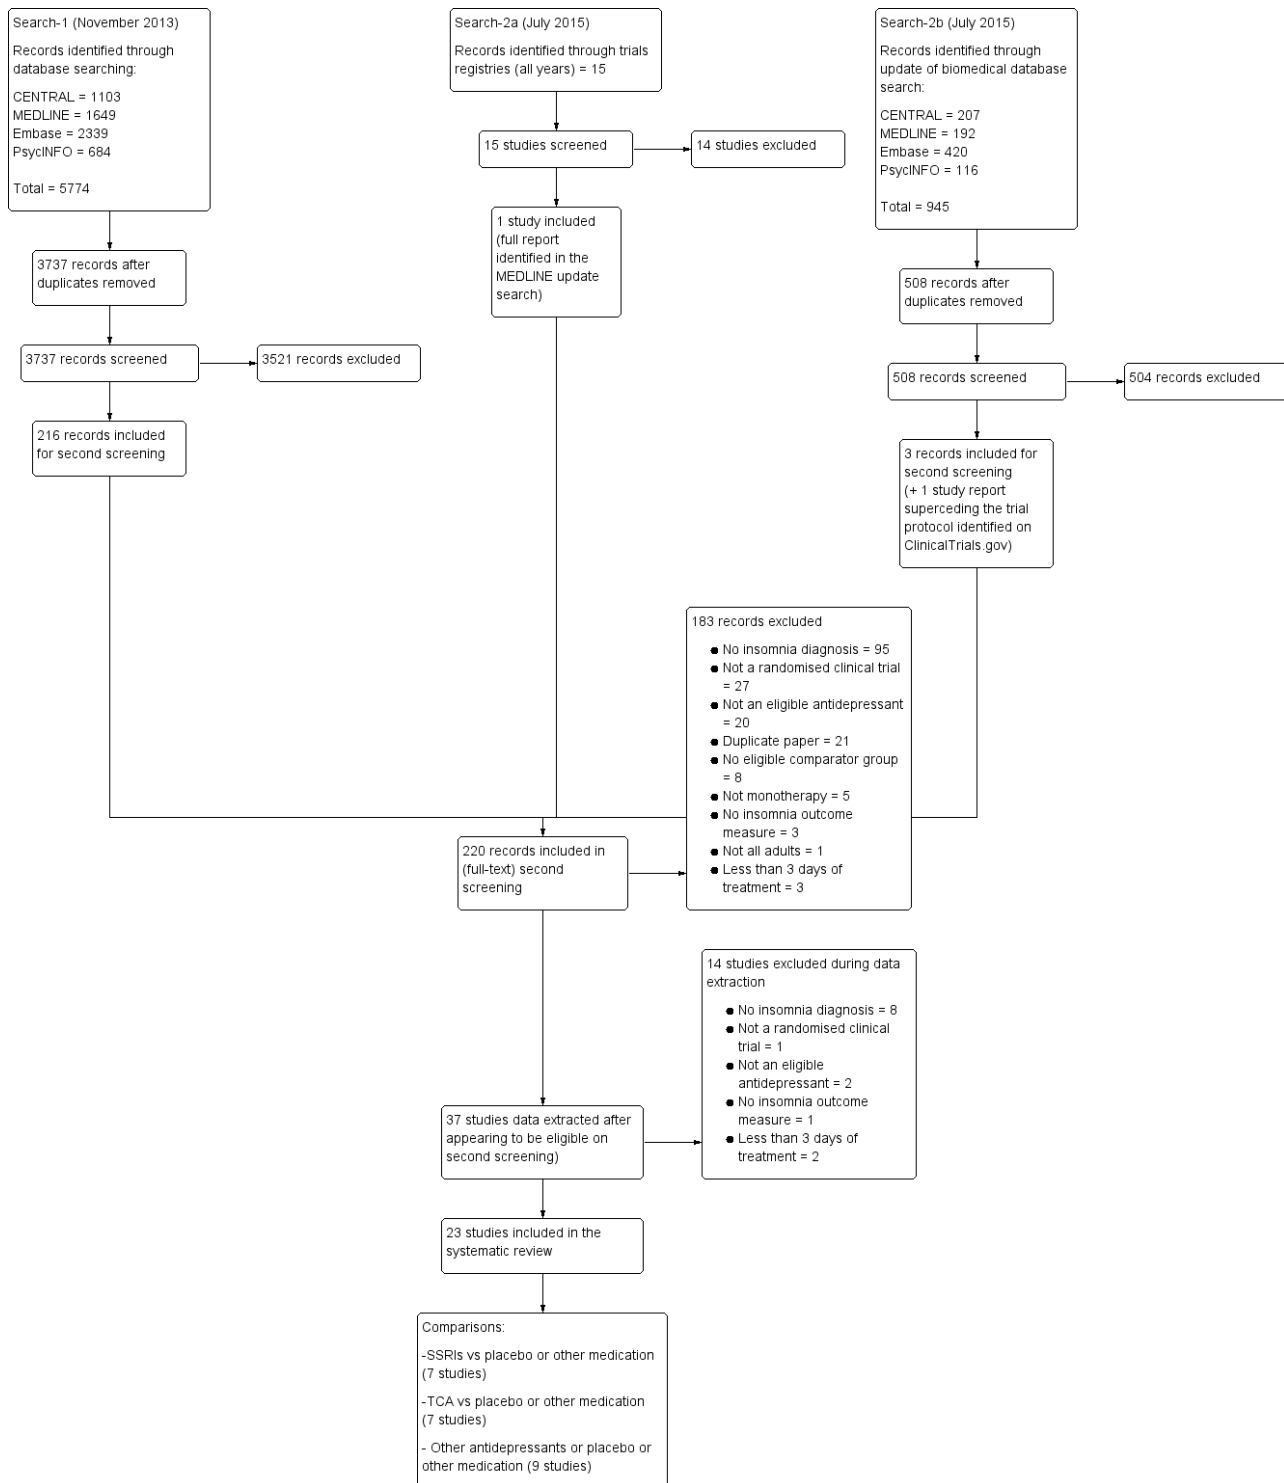 Search-1 (November 2013)
Records identified through
database searching:
CENTRAL = 1103
MEDLINE = 1649
Embase = 2339
PsycINFO = 684
Total = 5774
3737 records after
duplicates removed
3737 records screened
3521 records excluded
216 records included
for second screening
Search-2a (July 2015)
Records identified through trials
registries (all years) = 15
15 studies screened
14 studies excluded
1 study included
(full report
identified in the
MEDLINE update
search)
Search-2b (July 2015)
Records identified through
update of biomedical database
search:
CENTRAL = 207
MEDLINE = 192
Embase = 420
PsycINFO = 116
Total = 945
508 records after
duplicates removed
508 records screened
504 records excluded
3 records included for
second screening
(+ 1 study report
superceding the trial
protocol identified on
ClinicalTrials.gov)
220 records included in
(full-text) second
screening
183 records excluded
● No insomnia diagnosis = 95
● Not a randomised clinical trial
= 27
● Not an eligible antidepressant
= 20
● Duplicate paper = 21
● No eligible comparator group
= 8
● Not monotherapy = 5
● No insomnia outcome
measure = 3
● Not all adults = 1
● Less than 3 days of
treatment = 3
37 studies data extracted after
appearing to be eligible on
second screening)
14 studies excluded during data
extraction
● No insomnia diagnosis = 8
● Not a randomised clinical
trial = 1
● Not an eligible
antidepressant = 2
● No insomnia outcome
measure = 1
● Less than 3 days of
treatment = 2
23 studies included in the
systematic review
Comparisons:
-SSRIs vs placebo or other medication
(7 studies)
-TCA vs placebo or other medication
(7 studies)
- Other antidepressants or placebo or
other medication (9 studies)